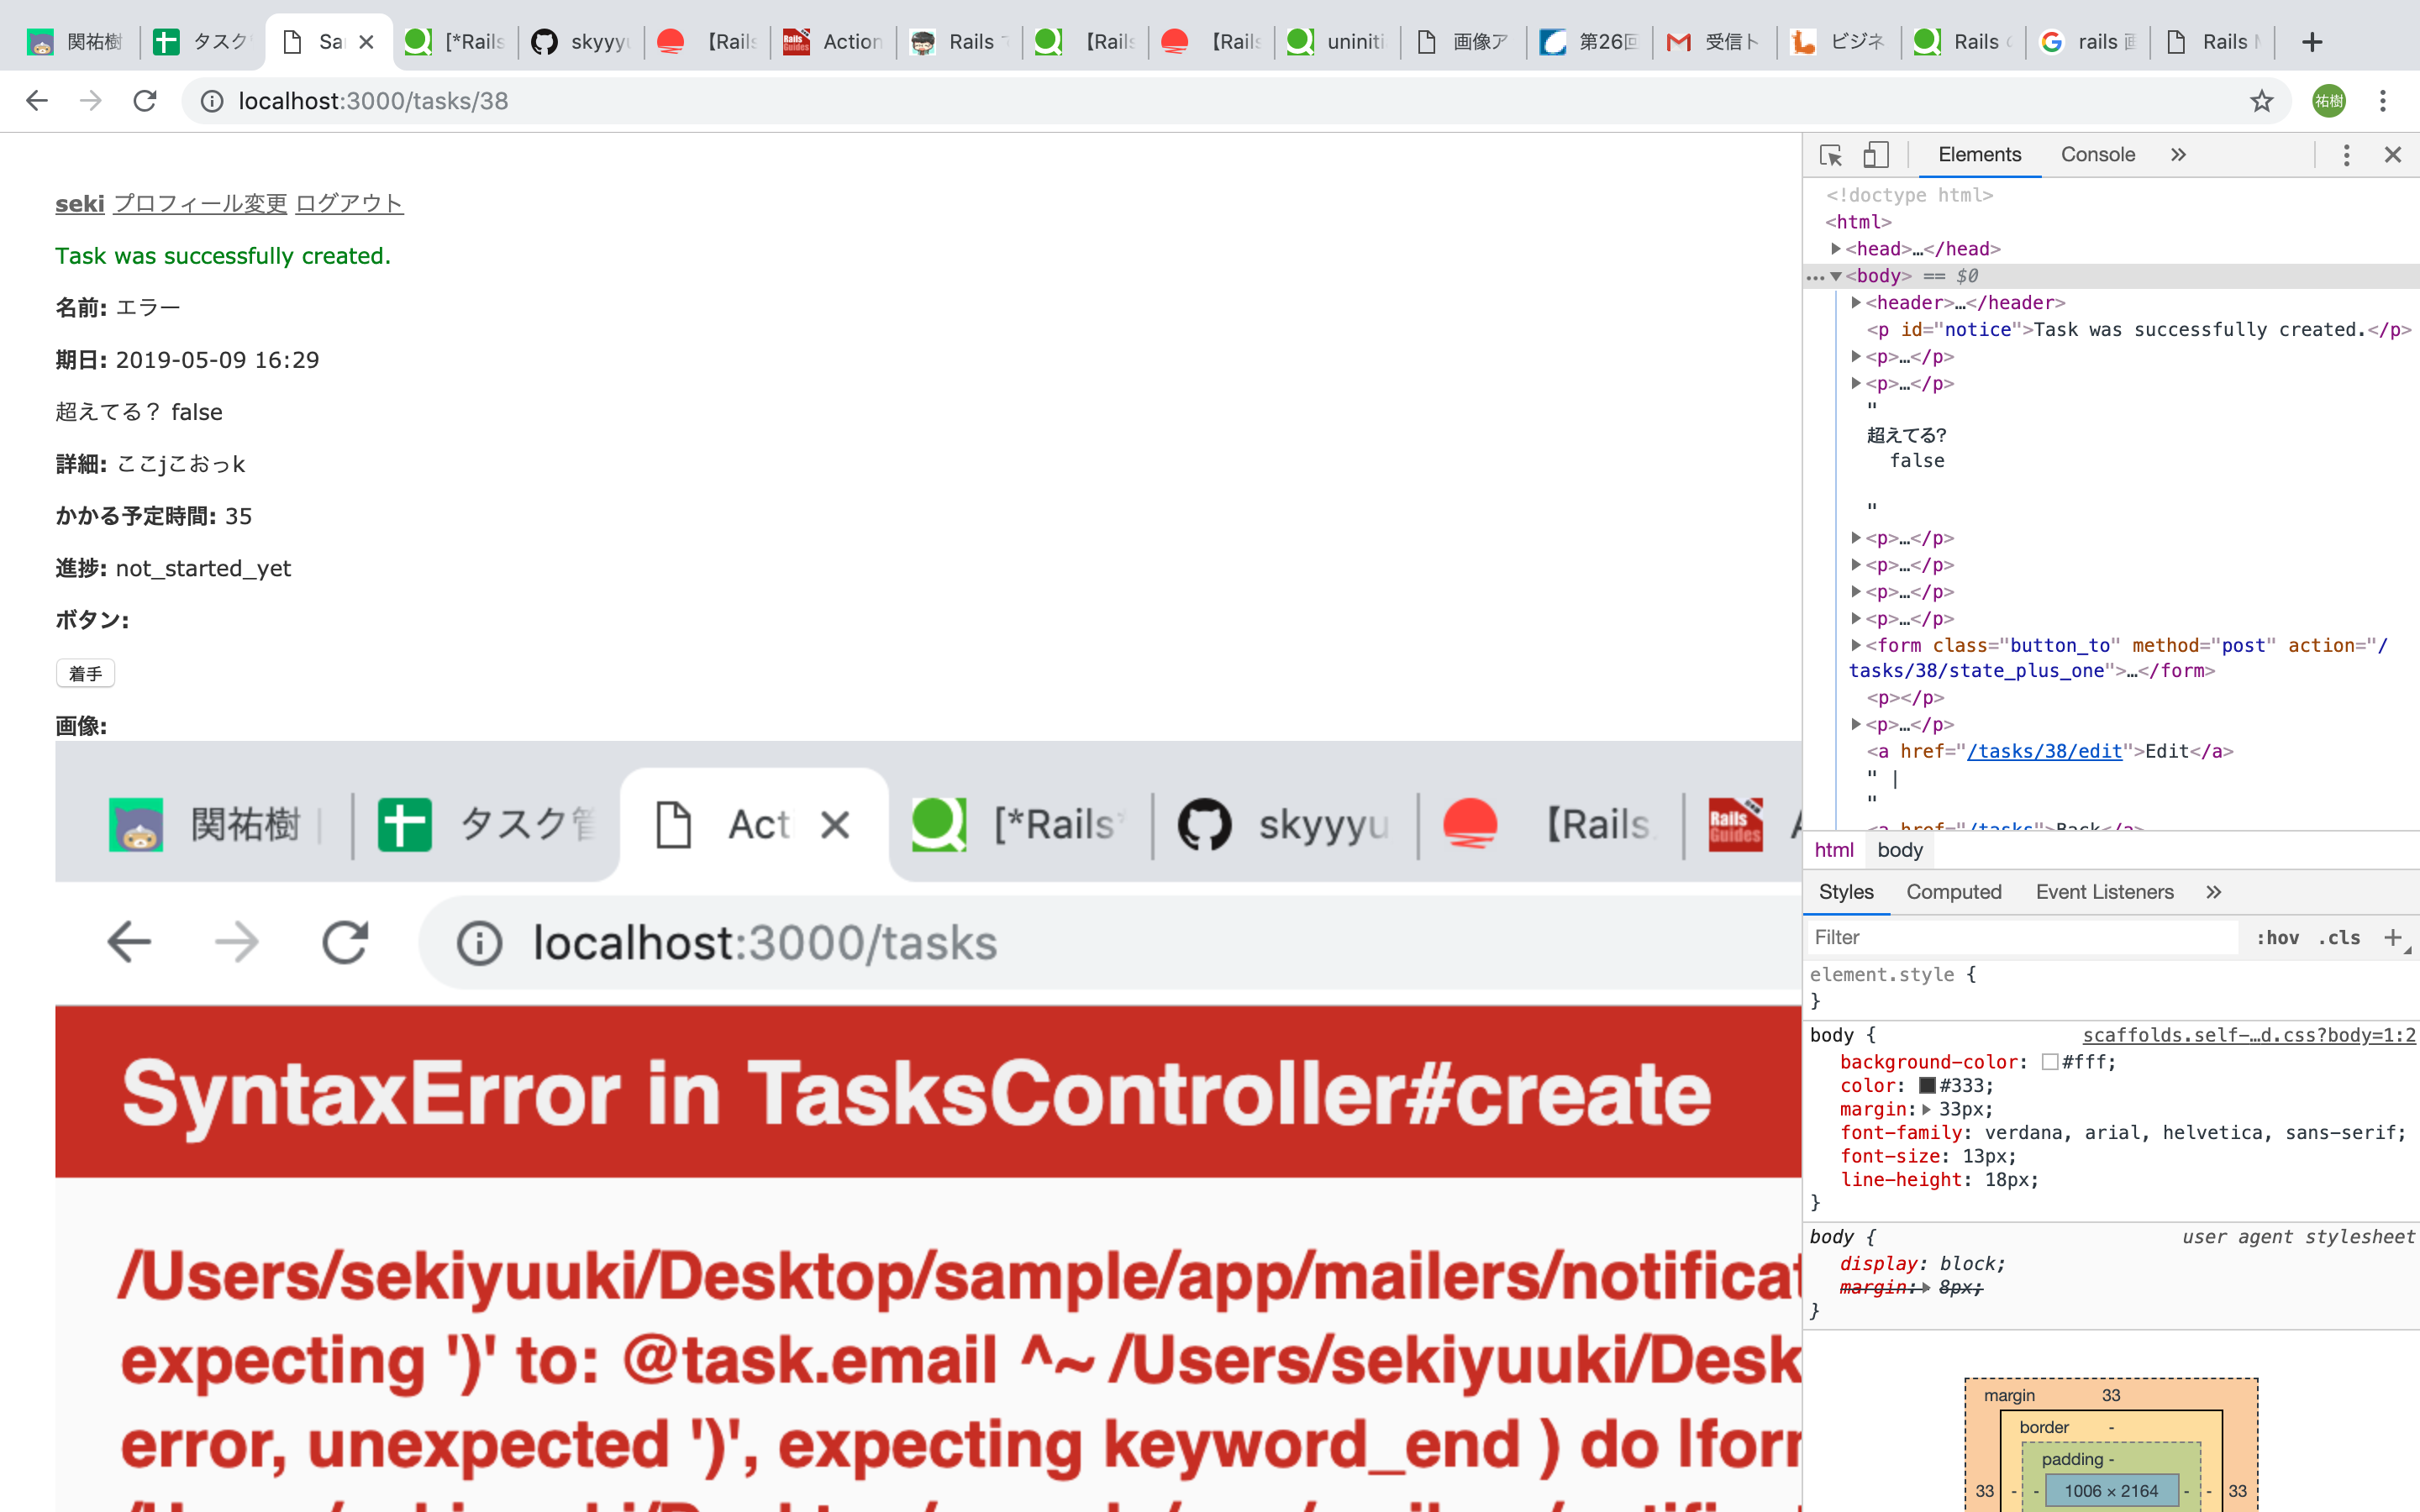 関祐樹
タスク
Sa
[*Rails
skyyyu
【Rails
Action
Rails
【Rails
【Rails
uniniti
画像ア
第26回
受信ト
ビジネ
Rails
rails 画
Rails
localhost:3000/tasks/38
祐樹
seki プロフィール変更 ログアウト
Task was successfully created.
名前: エラー
期日: 2019-05-09 16:29
超えてる? false
詳細: ここjこおっk
かかる予定時間: 35
進捗: not_started_yet
ボタン:
着手
画像:
関祐樹
タスク管
Act
[*Rails*
skyyyu
【Rails
Rails Guides
localhost:3000/tasks
SyntaxError in TasksController#create
/Users/sekiyuuki/Desktop/sample/app/mailers/notificat
expecting ')' to: @task.email ^~ /Users/sekiyuuki/Desk
error, unexpected ')', expecting keyword_end ) do |forr
Elements
Console
<!doctype html>
<html>
<head>…</head>
<body> == $0
<header>…</header>
<p id="notice">Task was successfully created.</p>
<p>…</p>
<p>…</p>
"
超えてる?
false
"
<p>…</p>
<p>…</p>
<p>…</p>
<p>…</p>
<form class="button_to" method="post" action="/
tasks/38/state_plus_one">…</form>
<p></p>
<p>…</p>
<a href="/tasks/38/edit">Edit</a>
" |
"
<a href="/tasks">Back</a>
html body
Styles
Computed
Event Listeners
Filter
:hov .cls +
element.style {
}
body {
scaffolds.self-…d.css?body=1:2
background-color: #fff;
color: #333;
margin: 33px;
font-family: verdana, arial, helvetica, sans-serif;
font-size: 13px;
line-height: 18px;
}
body {
user agent stylesheet
display: block;
margin: 8px;
}
margin 33
border -
padding -
33 - - 1006 × 2164 - - 33